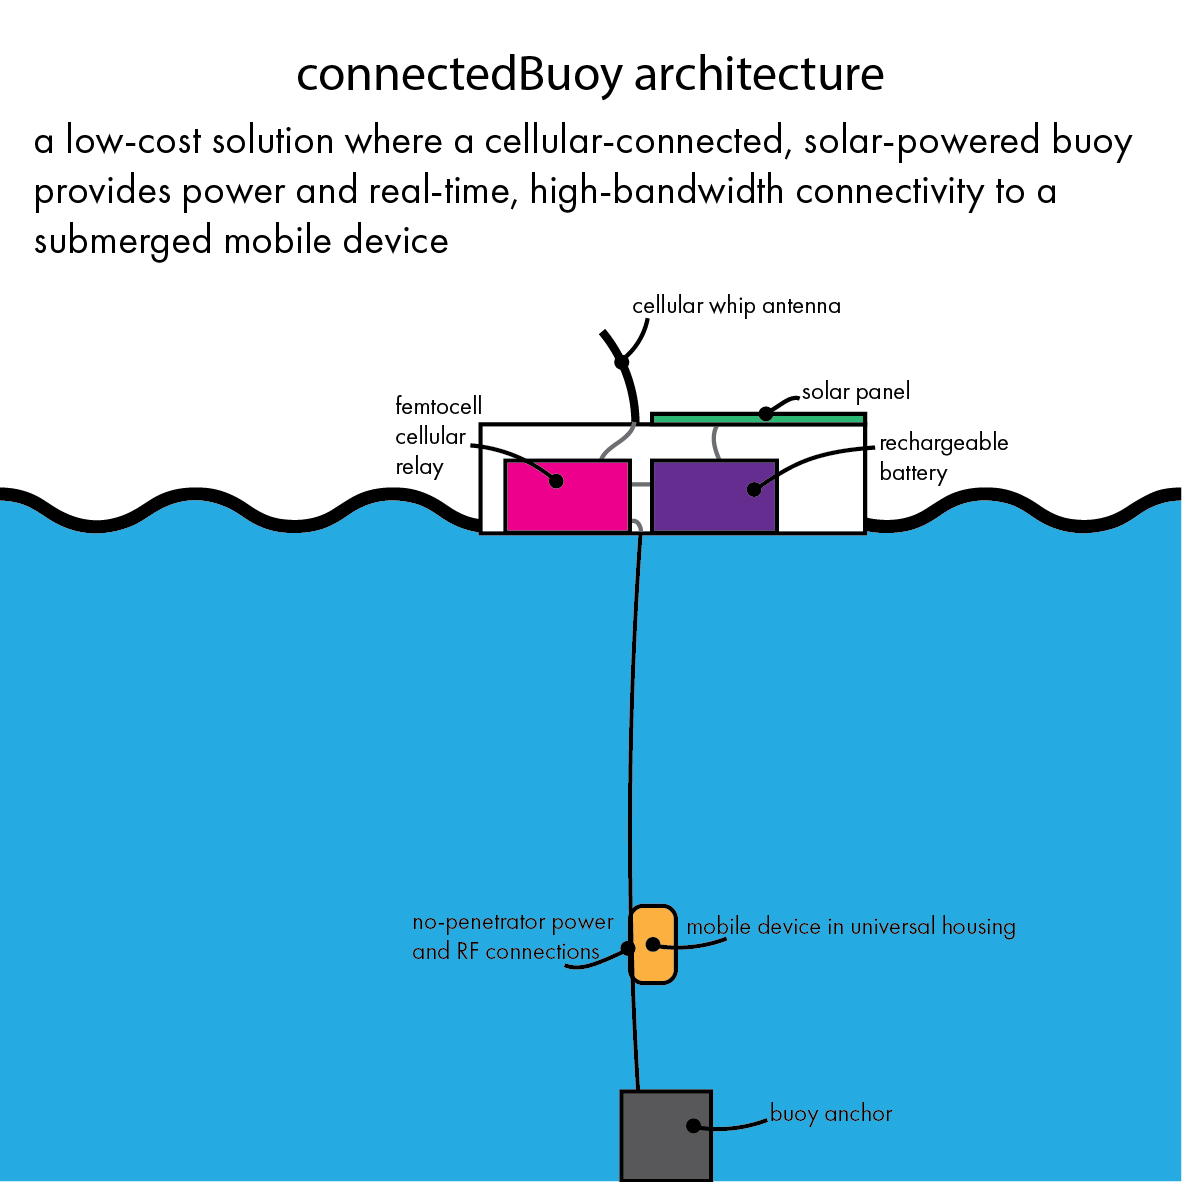 connectedBuoy architecture
a low-cost solution where a cellular-connected, solar-powered buoy
provides power and real-time, high-bandwidth connectivity to a
submerged mobile device
cellular whip antenna
solar panel
femtocell
cellular
relay
rechargeable
battery
no-penetrator power
and RF connections
mobile device in universal housing
buoy anchor